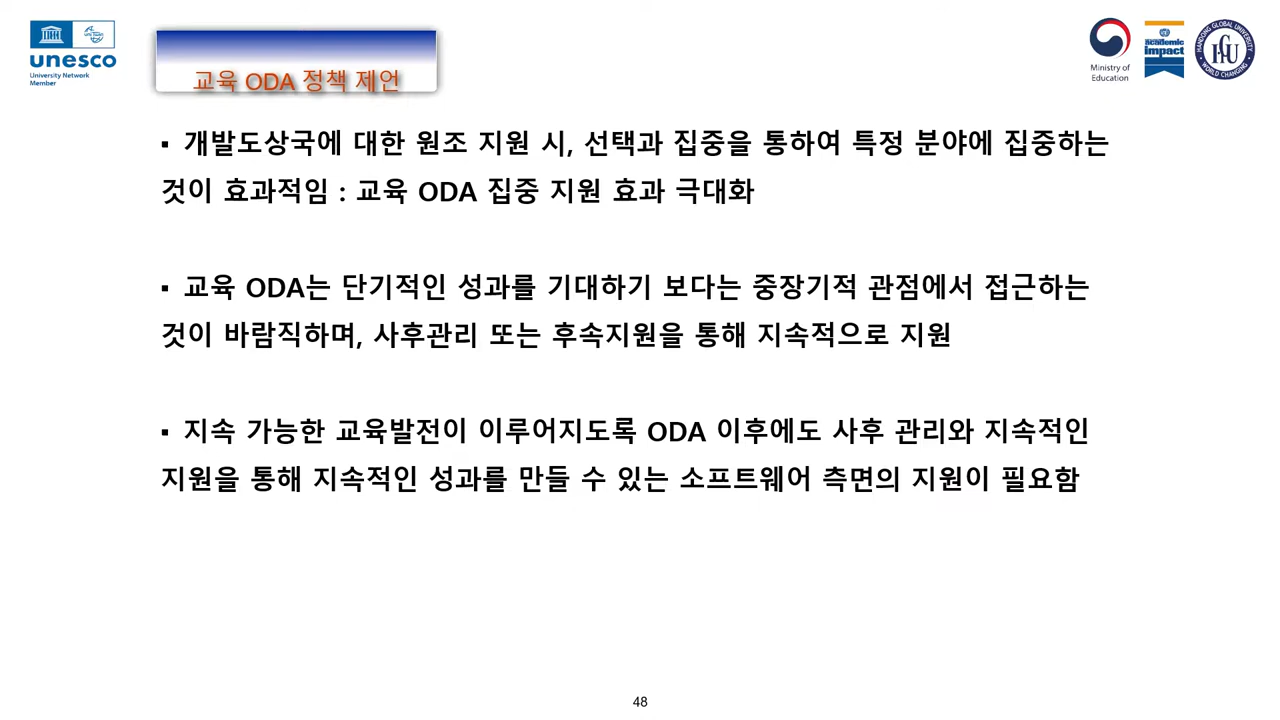 unesco
University Network
Member
교육 ODA 정책 제언
Ministry of
Education
academic
impact
HANDONG GLOBAL UNIVERSITY
WORLD CHANGING
▪ 개발도상국에 대한 원조 지원 시, 선택과 집중을 통하여 특정 분야에 집중하는
것이 효과적임 : 교육 ODA 집중 지원 효과 극대화
▪ 교육 ODA는 단기적인 성과를 기대하기 보다는 중장기적 관점에서 접근하는
것이 바람직하며, 사후관리 또는 후속지원을 통해 지속적으로 지원
▪ 지속 가능한 교육발전이 이루어지도록 ODA 이후에도 사후 관리와 지속적인
지원을 통해 지속적인 성과를 만들 수 있는 소프트웨어 측면의 지원이 필요함
48